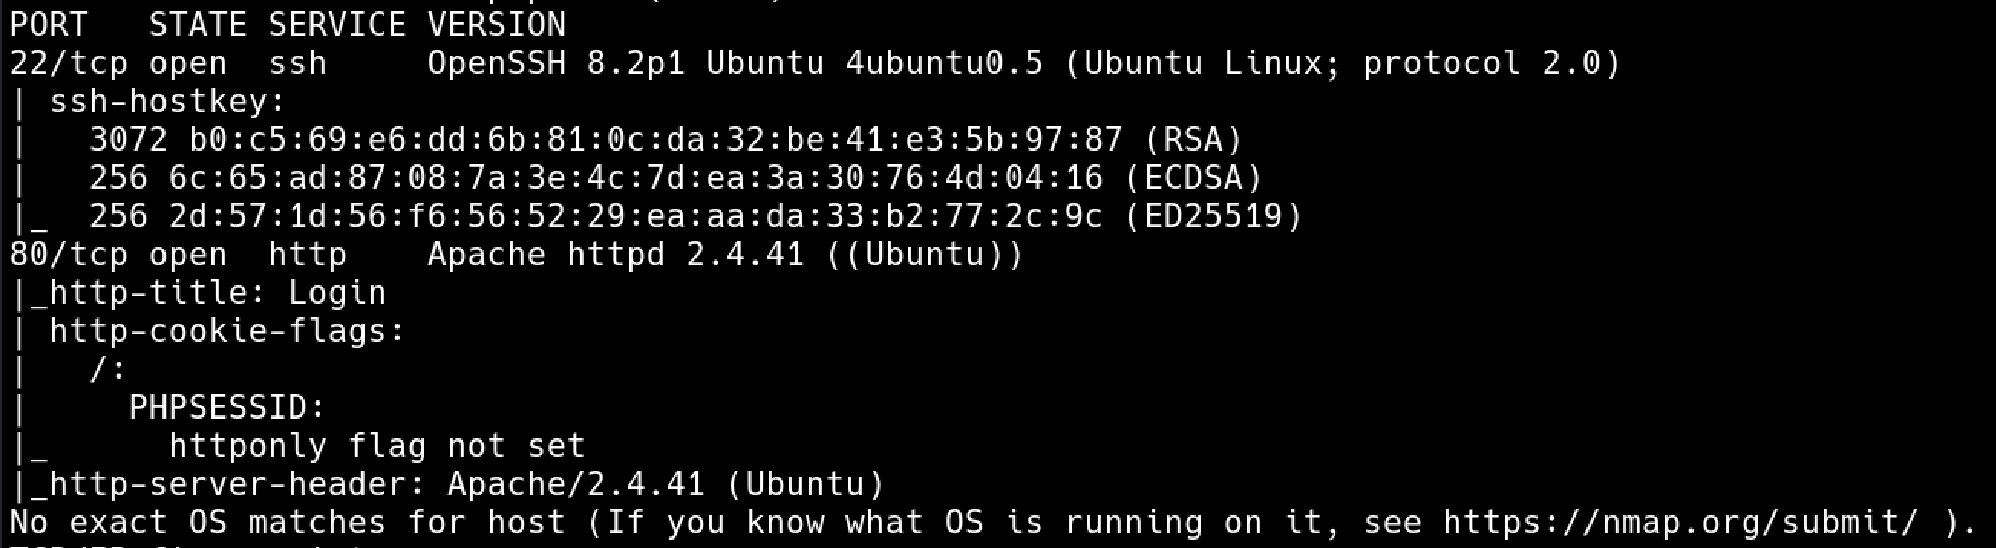 PORT   STATE SERVICE VERSION
22/tcp open  ssh     OpenSSH 8.2p1 Ubuntu 4ubuntu0.5 (Ubuntu Linux; protocol 2.0)
| ssh-hostkey:
|   3072 b0:c5:69:e6:dd:6b:81:0c:da:32:be:41:e3:5b:97:87 (RSA)
|   256 6c:65:ad:87:08:7a:3e:4c:7d:ea:3a:30:76:4d:04:16 (ECDSA)
|_  256 2d:57:1d:56:f6:56:52:29:ea:aa:da:33:b2:77:2c:9c (ED25519)
80/tcp open  http    Apache httpd 2.4.41 ((Ubuntu))
|_http-title: Login
| http-cookie-flags:
|   /:
|     PHPSESSID:
|_      httponly flag not set
|_http-server-header: Apache/2.4.41 (Ubuntu)
No exact OS matches for host (If you know what OS is running on it, see https://nmap.org/submit/ ).